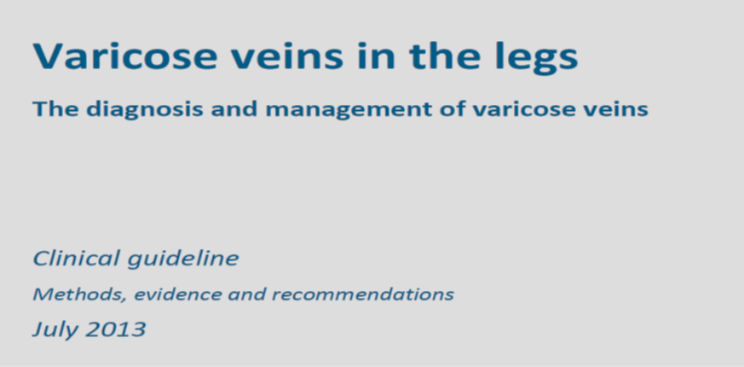 Varicose veins in the legs
The diagnosis and management of varicose veins
Clinical guideline
Methods, evidence and recommendations
July 2013